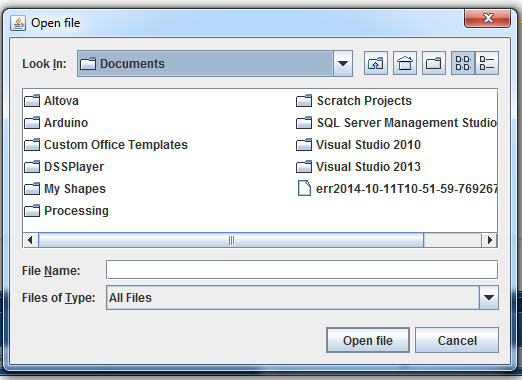 Open file
Look In: Documents
Altova
Arduino
Custom Office Templates
DSSPlayer
My Shapes
Processing
Scratch Projects
SQL Server Management Studio
Visual Studio 2010
Visual Studio 2013
err2014-10-11T10-51-59-769267
File Name:
Files of Type: All Files
Open file Cancel